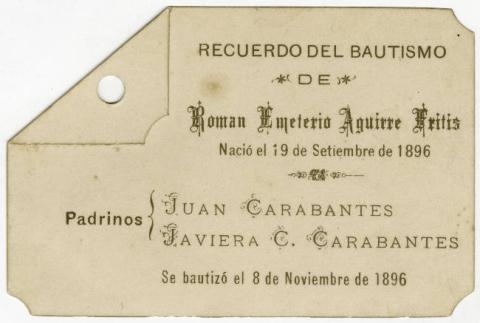 RECUERDO DEL BAUTISMO
DE
Roman Emeterio Aguirre Fritis
Nació el 19 de Setiembre de 1896
Padrinos
JUAN CARABANTES
JAVIERA C. CARABANTES
Se bautizó el 8 de Noviembre de 1896